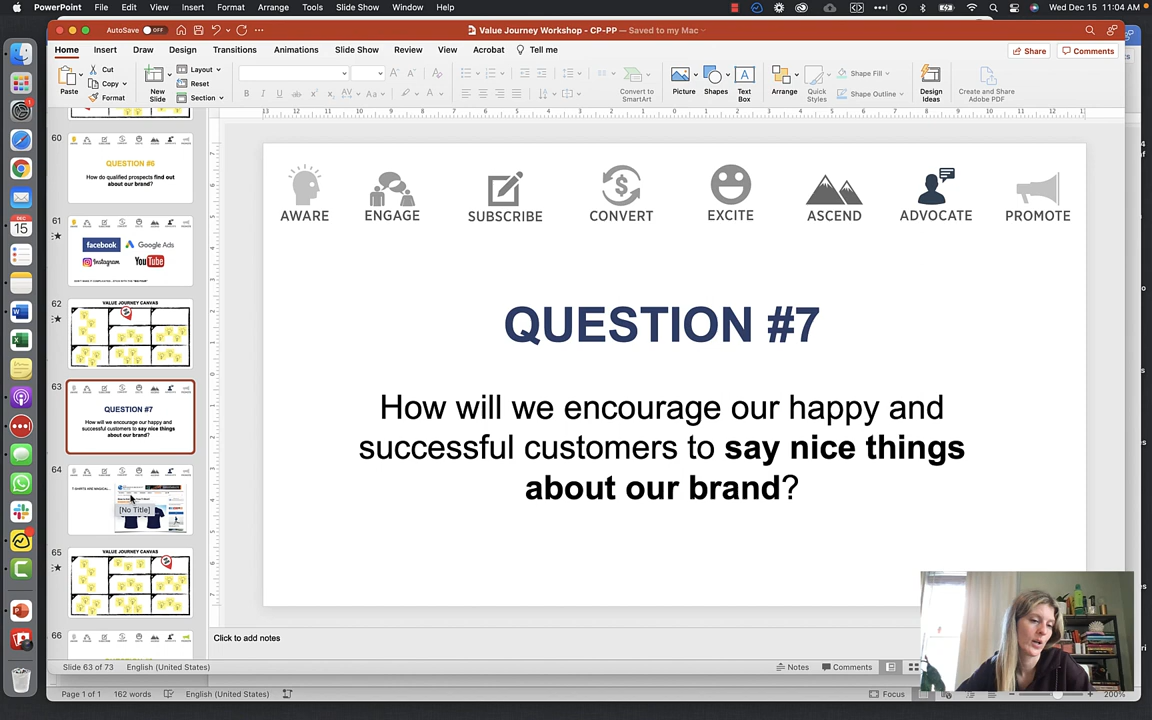 PowerPoint File Edit View Insert Format Arrange Tools Slide Show Window Help Wed Dec 15 11:04 AM
AutoSave OFF Value Journey Workshop - CP-PP — Saved to my Mac
Home Insert Draw Design Transitions Animations Slide Show Review View Acrobat Tell me Share Comments
Cut Layout Convert to SmartArt Shape Fill
Copy Reset
Paste Format New Slide Section Picture Shapes Text Box Arrange Quick Styles Shape Outline Design Ideas Create and Share Adobe PDF
60
QUESTION #6
How do qualified prospects find out
about our brand?
61
facebook Google Ads
Instagram YouTube
62
VALUE JOURNEY CANVAS
63
QUESTION #7
How will we encourage our happy and
successful customers to say nice things
about our brand?
64
T-SHIRTS ARE MAGICAL...
[No Title]
65
VALUE JOURNEY CANVAS
66
AWARE ENGAGE SUBSCRIBE CONVERT EXCITE ASCEND ADVOCATE PROMOTE
QUESTION #7
How will we encourage our happy and
successful customers to say nice things
about our brand?
Click to add notes
Slide 63 of 73 English (United States) Notes Comments
Page 1 of 1 162 words English (United States) Focus 200%